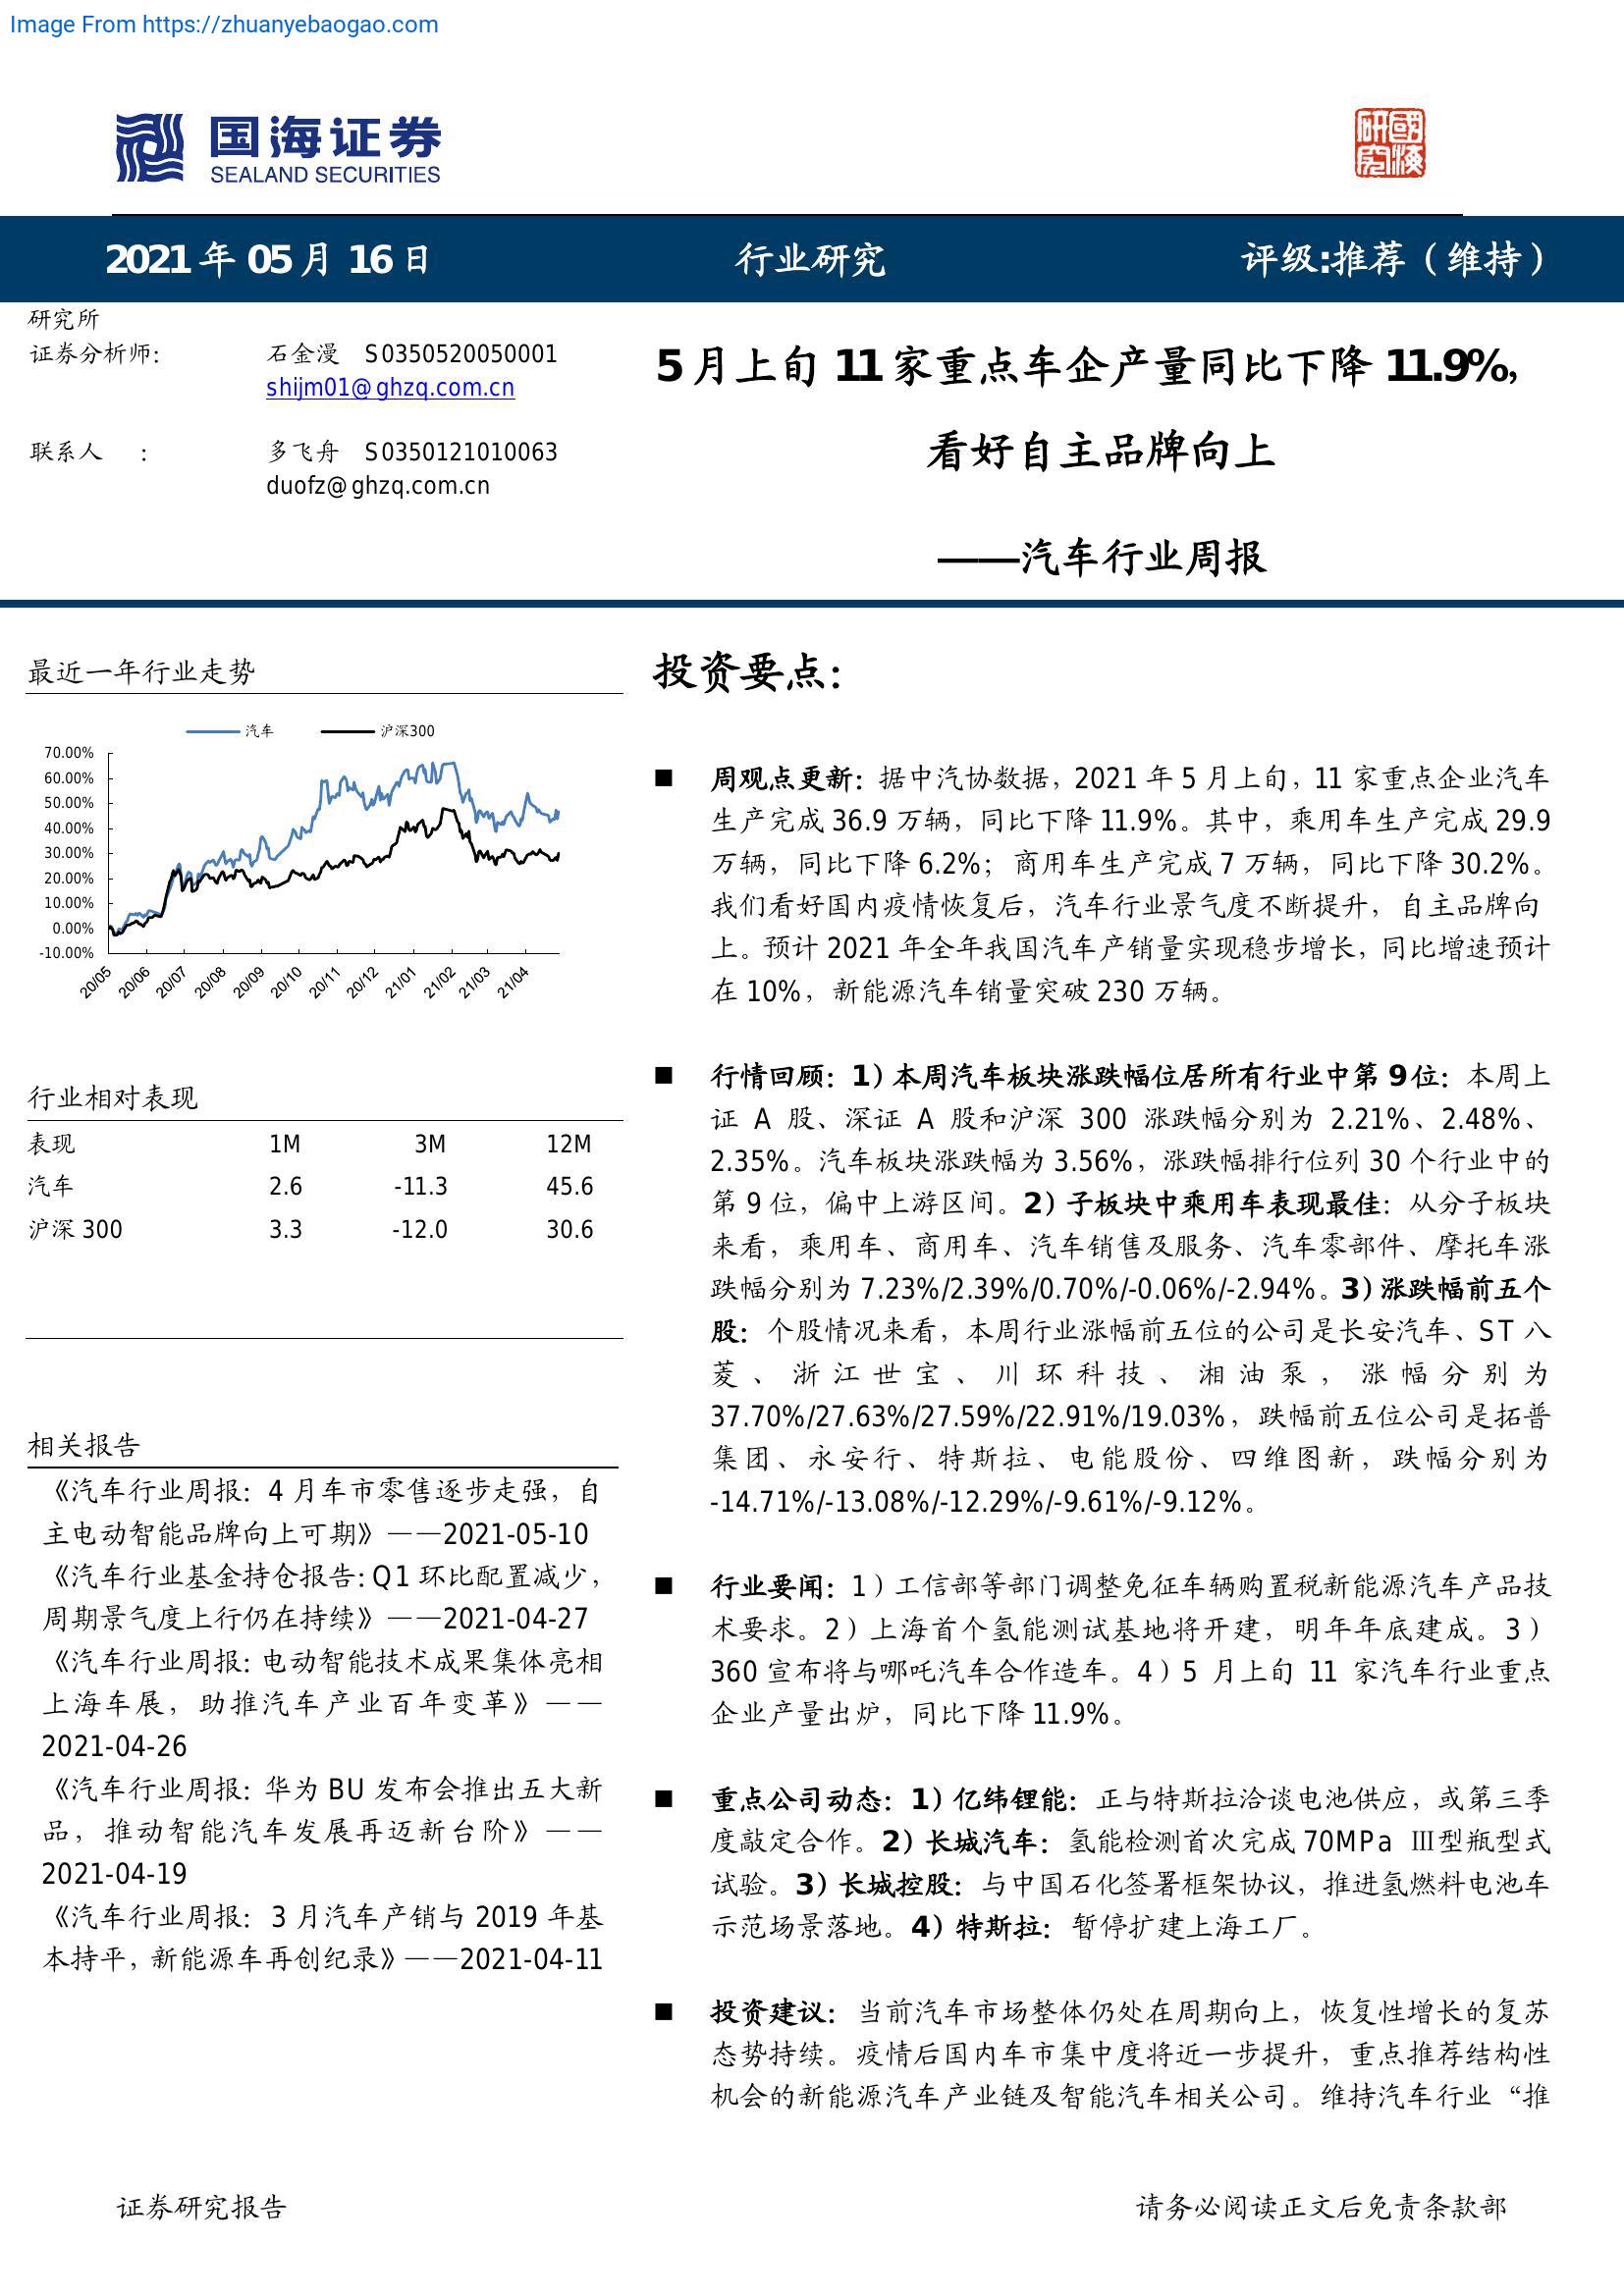 Image From https://zhuanyebaogao.com
国海证券
SEALAND SECURITIES
研究
國海
2021 年 05 月 16 日
行业研究
评级:推荐（维持）
研究所
证券分析师: 石金漫 S0350520050001
shijm01@ghzq.com.cn
联系人 : 多飞舟 S0350121010063
duofz@ghzq.com.cn
5 月上旬 11 家重点车企产量同比下降 11.9%，
看好自主品牌向上
——汽车行业周报
最近一年行业走势
汽车 沪深300
70.00%
60.00%
50.00%
40.00%
30.00%
20.00%
10.00%
0.00%
-10.00%
20/05 20/06 20/07 20/08 20/09 20/10 20/11 20/12 21/01 21/02 21/03 21/04
行业相对表现
表现 1M 3M 12M
汽车 2.6 -11.3 45.6
沪深 300 3.3 -12.0 30.6
相关报告
《汽车行业周报：4 月车市零售逐步走强，自
主电动智能品牌向上可期》——2021-05-10
《汽车行业基金持仓报告：Q1 环比配置减少，
周期景气度上行仍在持续》——2021-04-27
《汽车行业周报：电动智能技术成果集体亮相
上海车展，助推汽车产业百年变革》——
2021-04-26
《汽车行业周报：华为 BU 发布会推出五大新
品，推动智能汽车发展再迈新台阶》——
2021-04-19
《汽车行业周报：3 月汽车产销与 2019 年基
本持平，新能源车再创纪录》——2021-04-11
投资要点：
■ 周观点更新：据中汽协数据，2021 年 5 月上旬，11 家重点企业汽车
生产完成 36.9 万辆，同比下降 11.9%。其中，乘用车生产完成 29.9
万辆，同比下降 6.2%；商用车生产完成 7 万辆，同比下降 30.2%。
我们看好国内疫情恢复后，汽车行业景气度不断提升，自主品牌向
上。预计 2021 年全年我国汽车产销量实现稳步增长，同比增速预计
在 10%，新能源汽车销量突破 230 万辆。
■ 行情回顾：1）本周汽车板块涨跌幅位居所有行业中第 9 位：本周上
证 A 股、深证 A 股和沪深 300 涨跌幅分别为 2.21%、2.48%、
2.35%。汽车板块涨跌幅为 3.56%，涨跌幅排行位列 30 个行业中的
第 9 位，偏中上游区间。2）子板块中乘用车表现最佳：从分子板块
来看，乘用车、商用车、汽车销售及服务、汽车零部件、摩托车涨
跌幅分别为 7.23%/2.39%/0.70%/-0.06%/-2.94%。3）涨跌幅前五个
股：个股情况来看，本周行业涨幅前五位的公司是长安汽车、ST 八
菱、浙江世宝、川环科技、湘油泵，涨幅分别为
37.70%/27.63%/27.59%/22.91%/19.03%，跌幅前五位公司是拓普
集团、永安行、特斯拉、电能股份、四维图新，跌幅分别为
-14.71%/-13.08%/-12.29%/-9.61%/-9.12%。
■ 行业要闻：1）工信部等部门调整免征车辆购置税新能源汽车产品技
术要求。2）上海首个氢能测试基地将开建，明年年底建成。3）
360 宣布将与哪吒汽车合作造车。4）5 月上旬 11 家汽车行业重点
企业产量出炉，同比下降 11.9%。
■ 重点公司动态：1）亿纬锂能：正与特斯拉洽谈电池供应，或第三季
度敲定合作。2）长城汽车：氢能检测首次完成 70MPa Ⅲ型瓶型式
试验。3）长城控股：与中国石化签署框架协议，推进氢燃料电池车
示范场景落地。4）特斯拉：暂停扩建上海工厂。
■ 投资建议：当前汽车市场整体仍处在周期向上，恢复性增长的复苏
态势持续。疫情后国内车市集中度将近一步提升，重点推荐结构性
机会的新能源汽车产业链及智能汽车相关公司。维持汽车行业“推
证券研究报告
请务必阅读正文后免责条款部